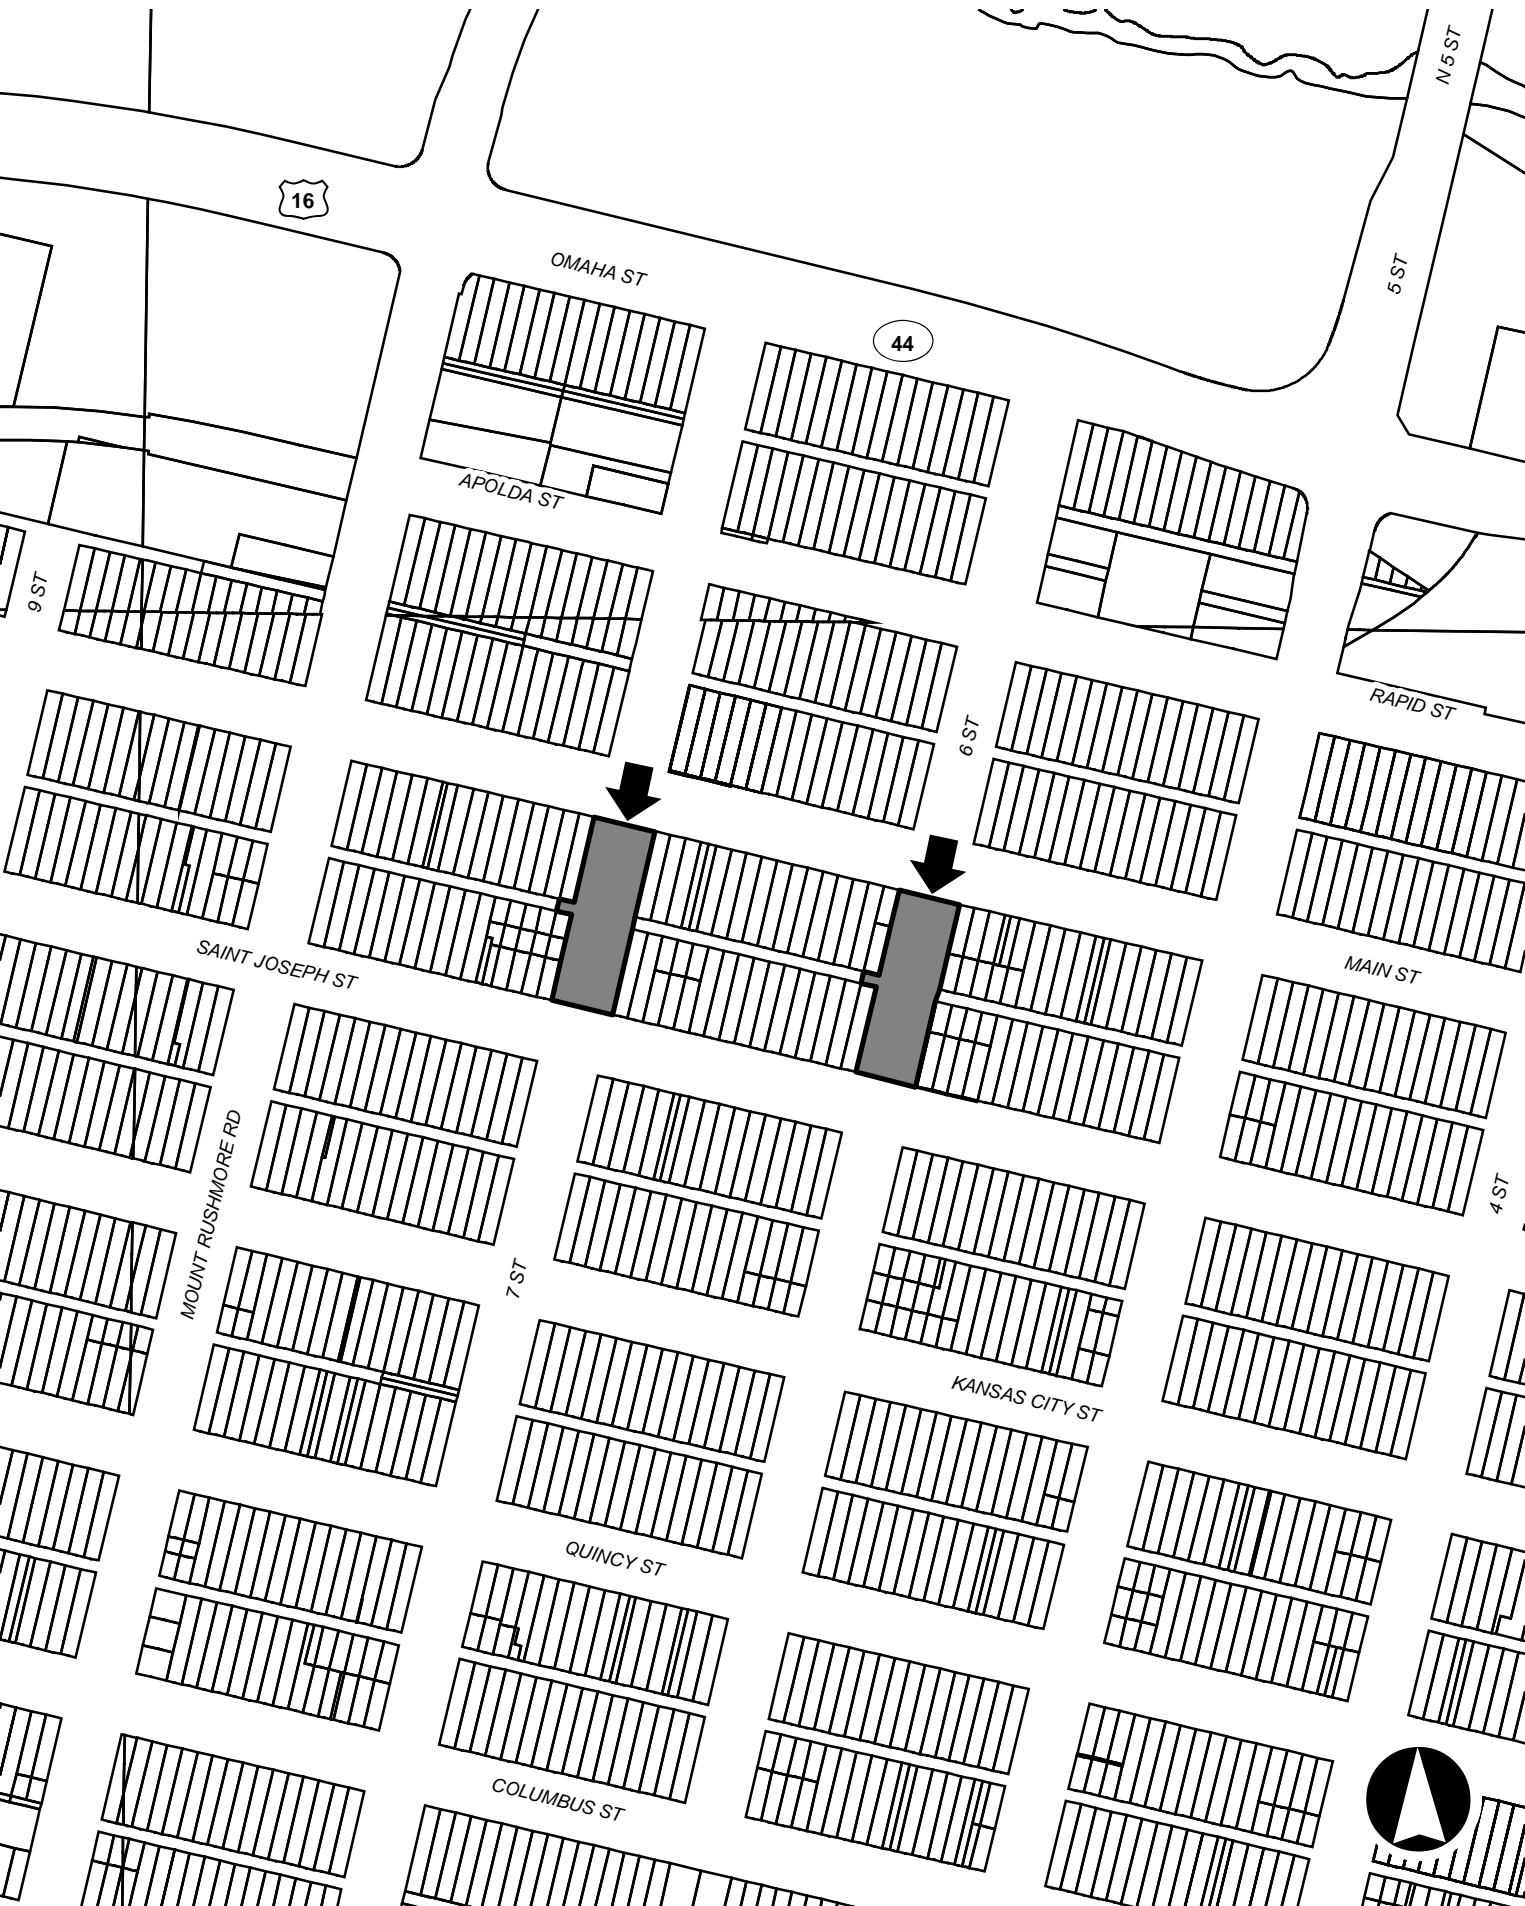 N 5 ST
16
OMAHA ST
5 ST
44
APOLDA ST
9 ST
RAPID ST
6 ST
SAINT JOSEPH ST
MAIN ST
MOUNT RUSHMORE RD
4 ST
7 ST
KANSAS CITY ST
QUINCY ST
COLUMBUS ST